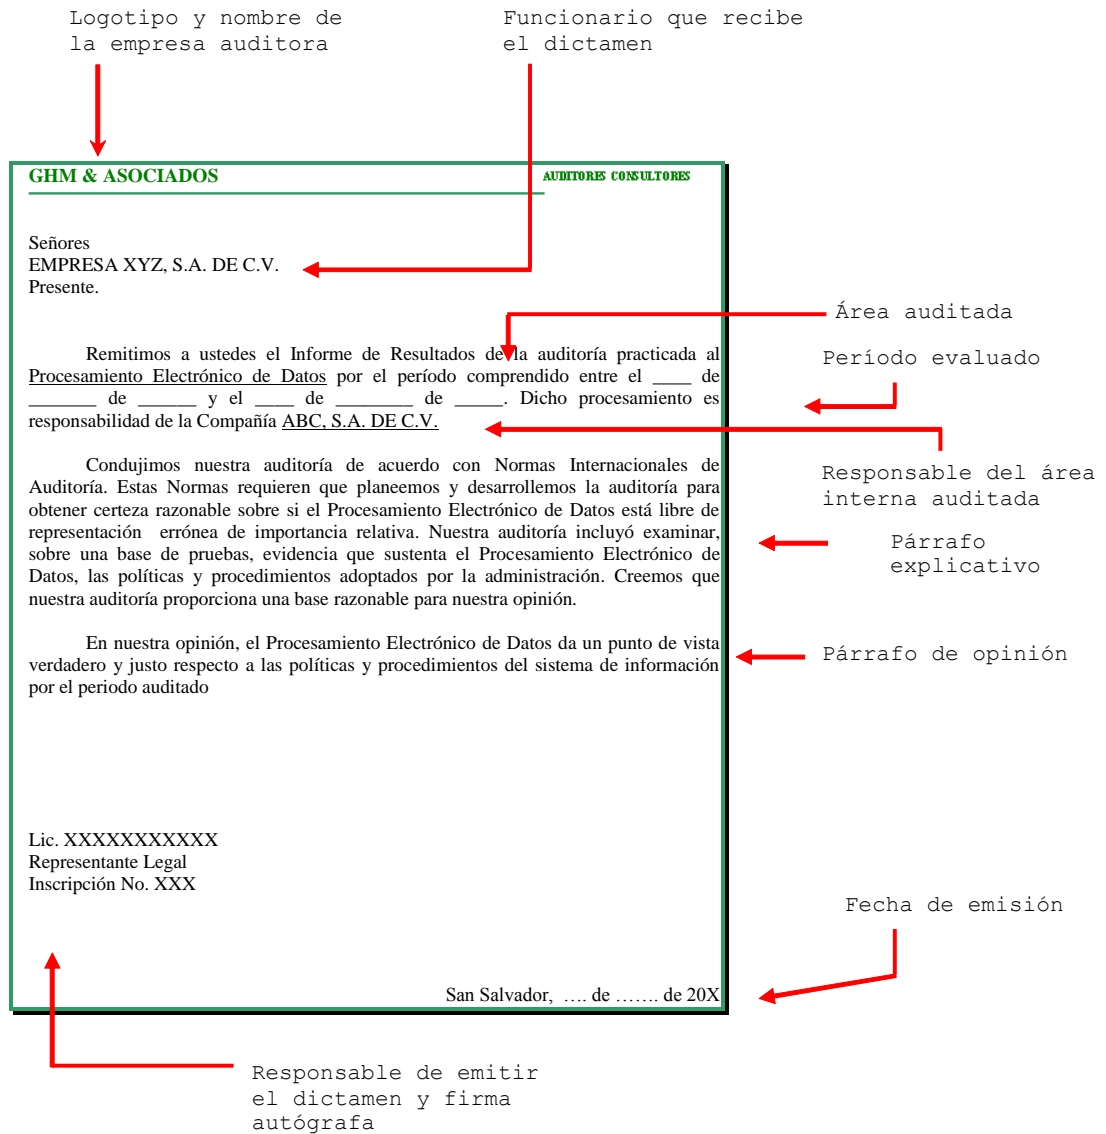 Logotipo y nombre de
la empresa auditora
Funcionario que recibe
el dictamen
GHM & ASOCIADOS
AUDITORES CONSULTORES
Señores
EMPRESA XYZ, S.A. DE C.V.
Presente.
Área auditada
Remitimos a ustedes el Informe de Resultados de la auditoría practicada al
Procesamiento Electrónico de Datos por el período comprendido entre el ____ de
_______ de ______ y el ____ de ________ de _____. Dicho procesamiento es
responsabilidad de la Compañía ABC, S.A. DE C.V.
Período evaluado
Responsable del área
interna auditada
Condujimos nuestra auditoría de acuerdo con Normas Internacionales de
Auditoría. Estas Normas requieren que planeemos y desarrollemos la auditoría para
obtener certeza razonable sobre si el Procesamiento Electrónico de Datos está libre de
representación errónea de importancia relativa. Nuestra auditoría incluyó examinar,
sobre una base de pruebas, evidencia que sustenta el Procesamiento Electrónico de
Datos, las políticas y procedimientos adoptados por la administración. Creemos que
nuestra auditoría proporciona una base razonable para nuestra opinión.
Párrafo
explicativo
En nuestra opinión, el Procesamiento Electrónico de Datos da un punto de vista
verdadero y justo respecto a las políticas y procedimientos del sistema de información
por el periodo auditado
Párrafo de opinión
Lic. XXXXXXXXXXX
Representante Legal
Inscripción No. XXX
Fecha de emisión
San Salvador, …. de ……. de 20X
Responsable de emitir
el dictamen y firma
autógrafa